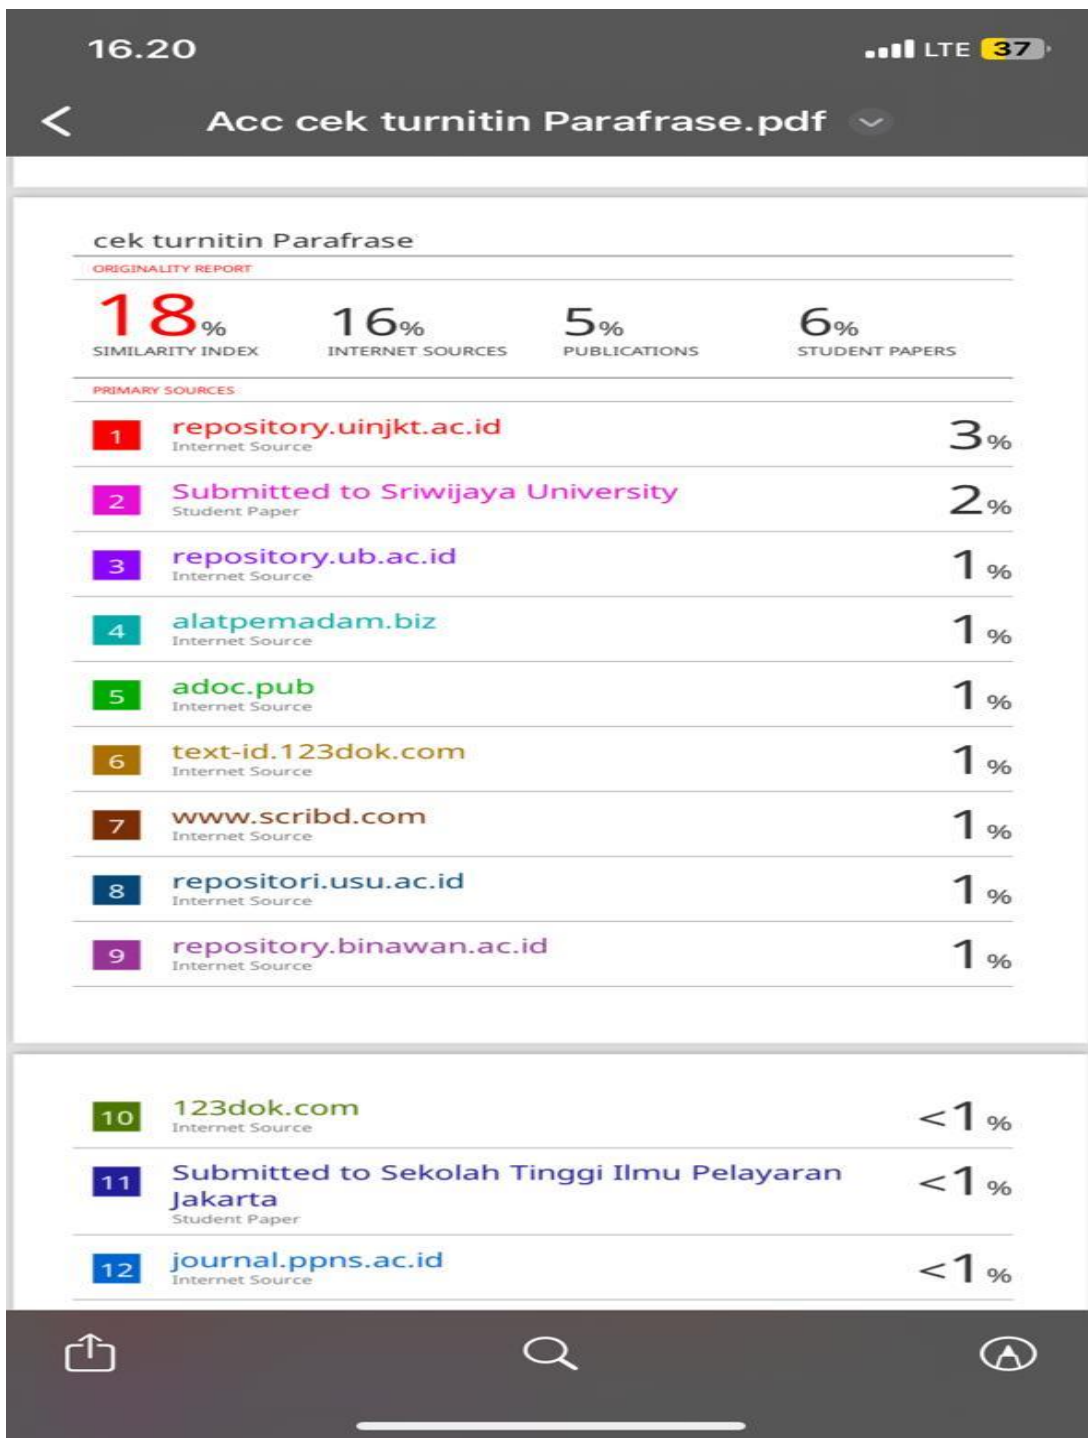 16.20
LTE 37
Acc cek turnitin Parafrase.pdf
cek turnitin Parafrase
ORIGINALITY REPORT
18% 16% 5% 6%
SIMILARITY INDEX INTERNET SOURCES PUBLICATIONS STUDENT PAPERS
PRIMARY SOURCES
1 repository.uinjkt.ac.id 3%
Internet Source
2 Submitted to Sriwijaya University 2%
Student Paper
3 repository.ub.ac.id 1%
Internet Source
4 alatpemadam.biz 1%
Internet Source
5 adoc.pub 1%
Internet Source
6 text-id.123dok.com 1%
Internet Source
7 www.scribd.com 1%
Internet Source
8 repositori.usu.ac.id 1%
Internet Source
9 repository.binawan.ac.id 1%
Internet Source
10 123dok.com <1%
Internet Source
11 Submitted to Sekolah Tinggi Ilmu Pelayaran <1%
Jakarta
Student Paper
12 journal.ppns.ac.id <1%
Internet Source